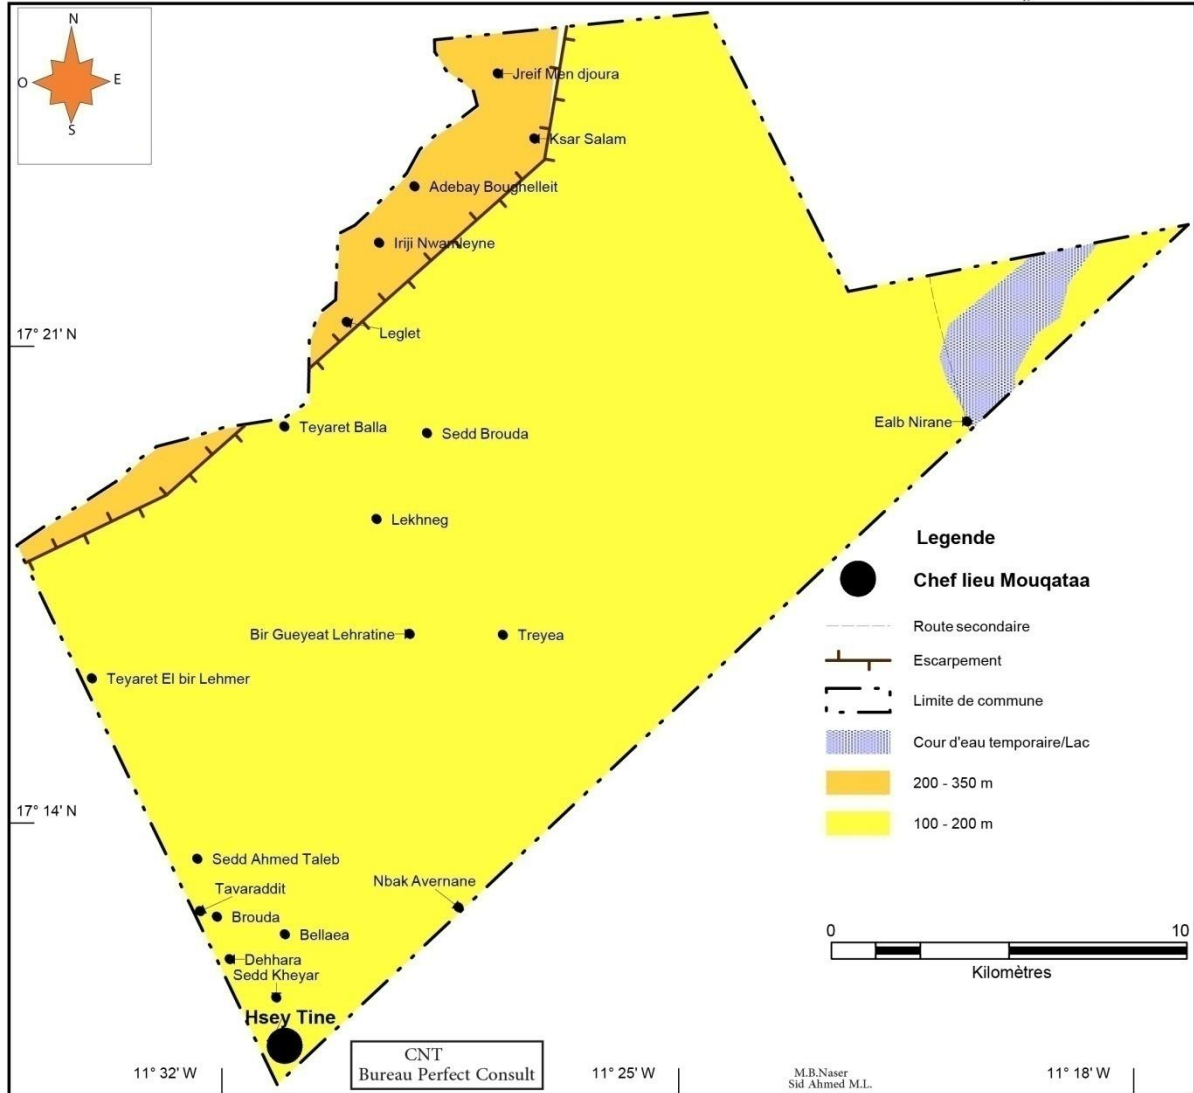 N
O
E
S
Jreif Men djoura
Ksar Salam
Adebay Boughelleit
Iriji Nwamleyne
Leglet
17° 21' N
Teyaret Balla
Sedd Brouda
Ealb Nirane
Lekhneg
Bir Gueyeat Lehratine
Treyea
Teyaret El bir Lehmer
Legende
Chef lieu Mouqataa
Route secondaire
Escarpement
Limite de commune
Cour d'eau temporaire/Lac
200 - 350 m
100 - 200 m
17° 14' N
Sedd Ahmed Taleb
Tavaraddit
Nbak Avernane
Brouda
Bellaea
Dehhara
Sedd Kheyar
Hsey Tine
0
10
Kilomètres
CNT
Bureau Perfect Consult
11° 32' W
11° 25' W
11° 18' W
M.B.Naser
Sid Ahmed M.L.